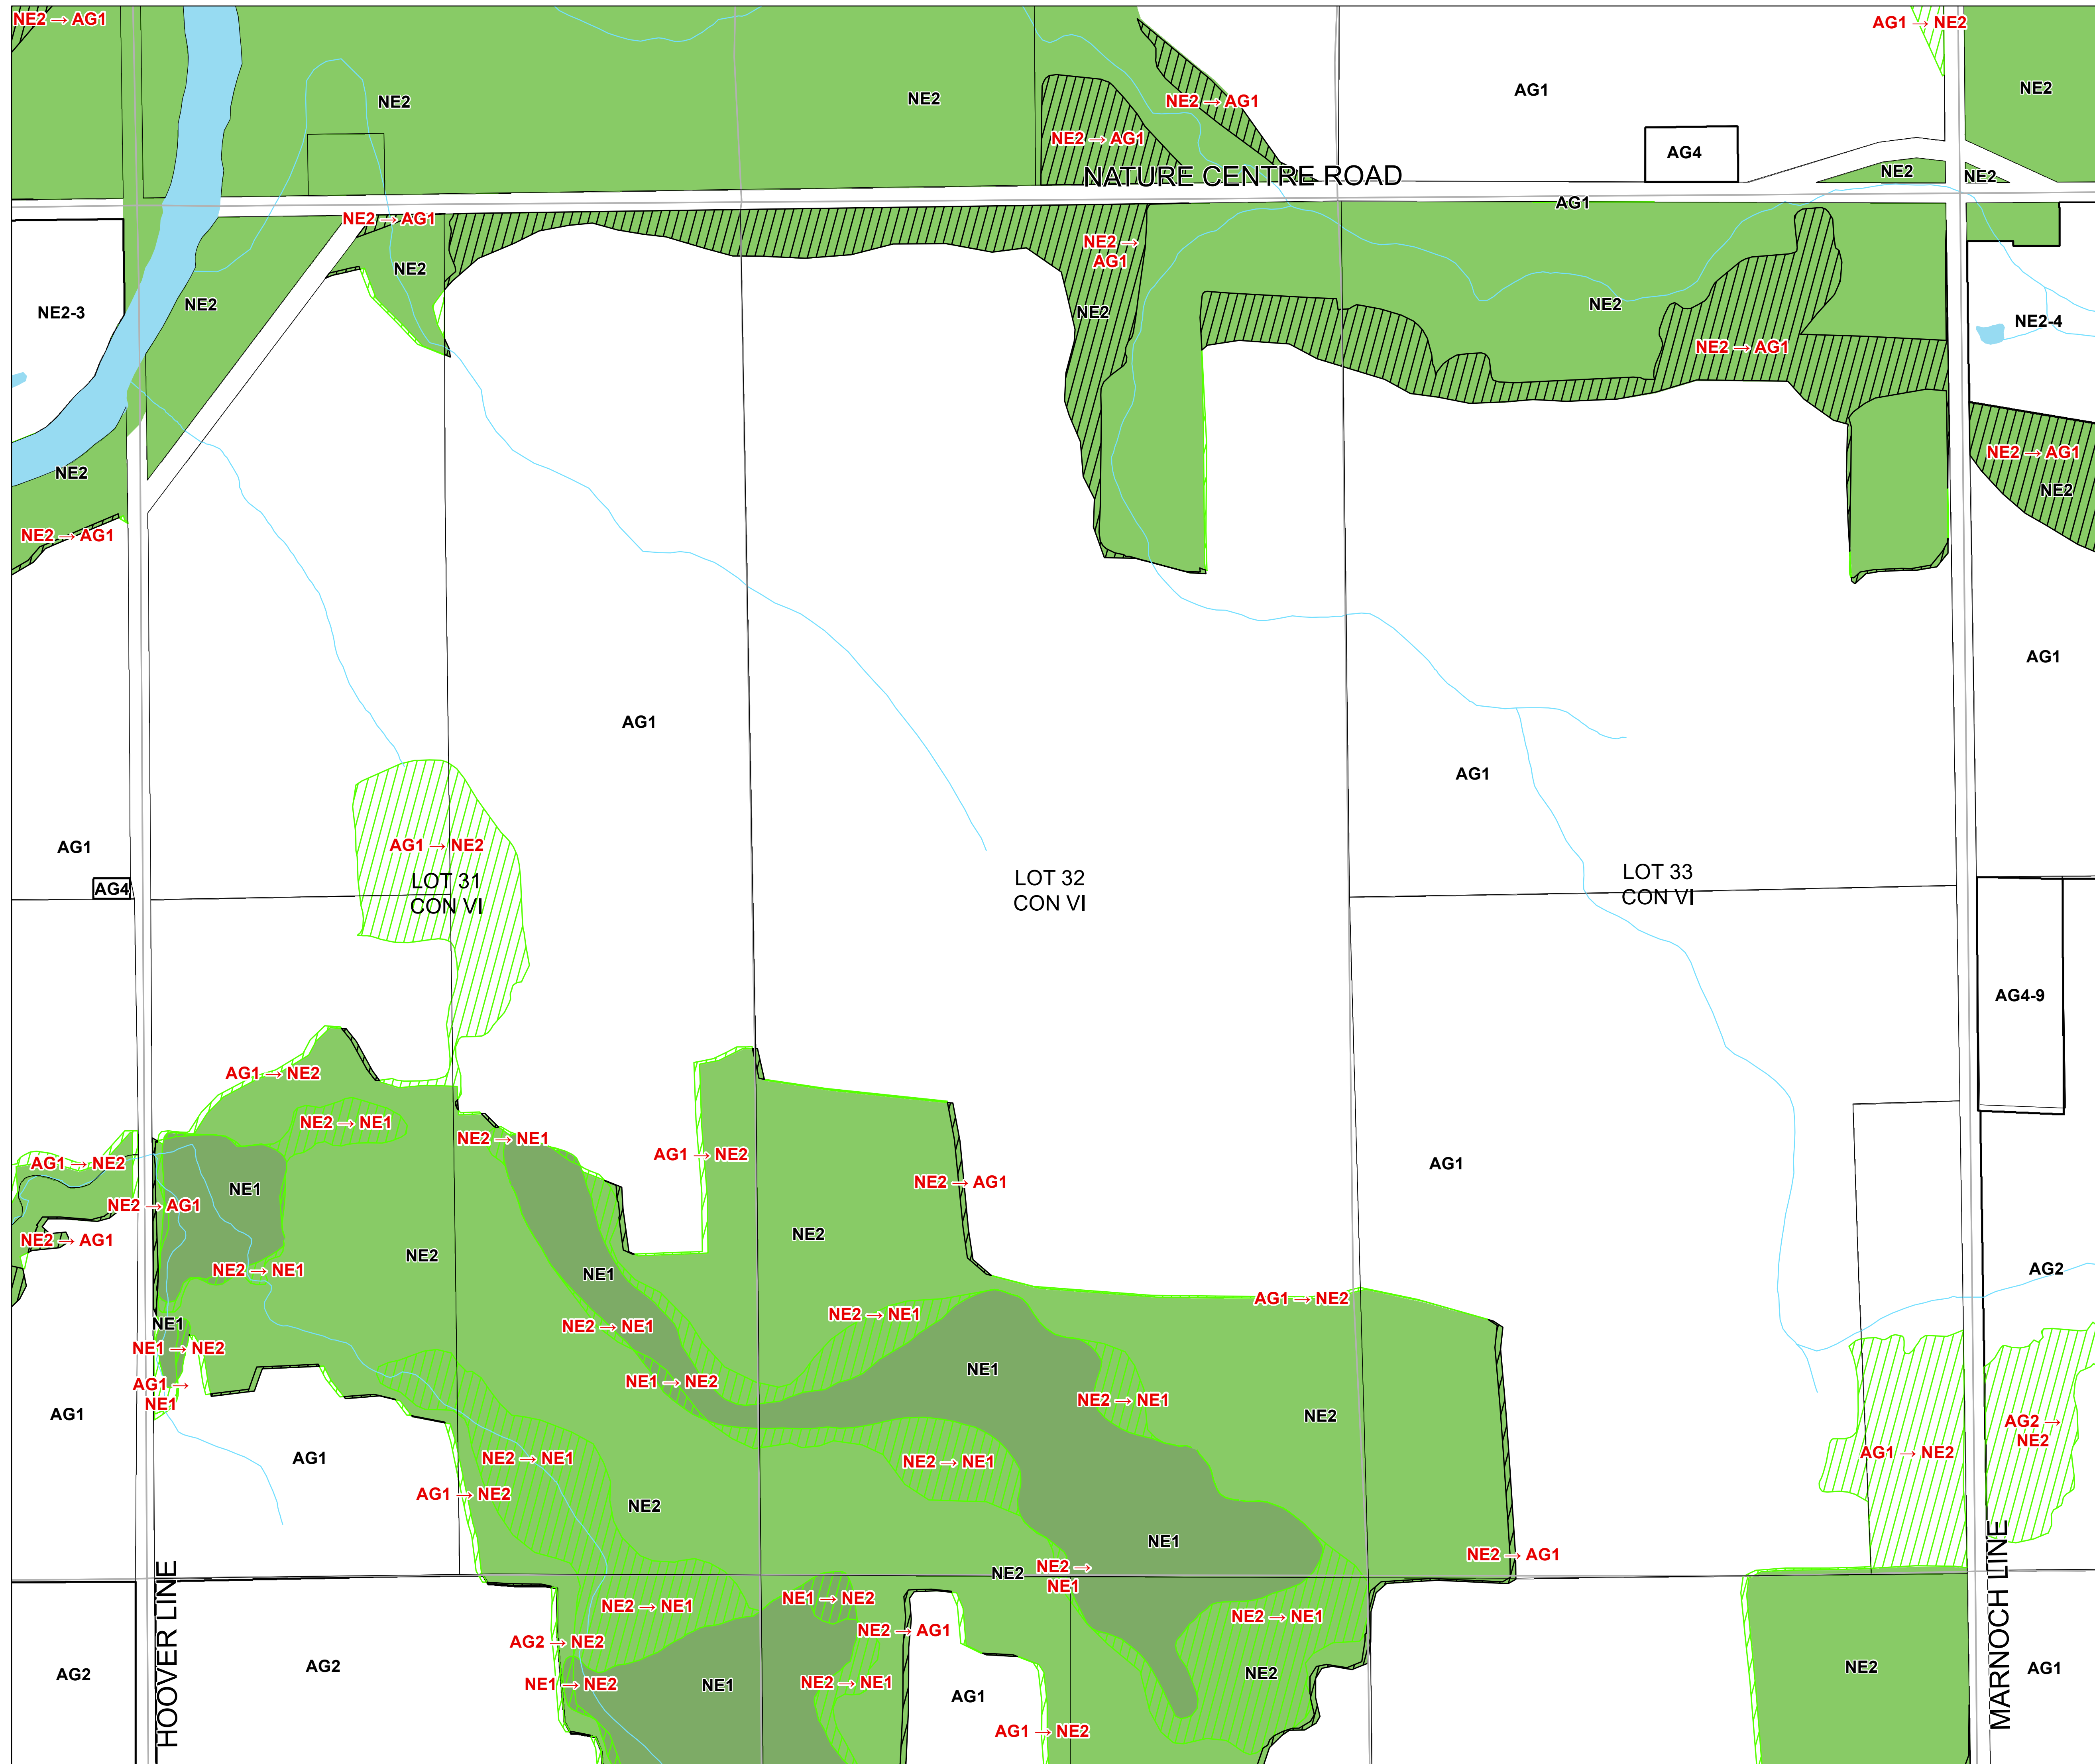 NE2 → AG1
AG1 → NE2
NE2
NE2
NE2 → AG1
AG1
NE2
NE2 → AG1
AG4
NATURE CENTRE ROAD
NE2
NE2
AG1
NE2 → AG1
NE2 →
AG1
NE2
NE2-3
NE2
NE2
NE2
NE2-4
NE2 → AG1
NE2
NE2 → AG1
NE2
NE2 → AG1
AG1
AG1
AG1
AG1
AG1 → NE2
AG4
LOT 31
CON VI
LOT 32
CON VI
LOT 33
CON VI
AG4-9
AG1 → NE2
NE2 → NE1
NE2 → NE1
AG1 → NE2
AG1 → NE2
AG1
NE2 → AG1
NE1
NE2 → AG1
NE2 → AG1
NE2
NE2
NE2 → NE1
NE1
AG2
AG1 → NE2
NE1
NE2 → NE1
NE2 → NE1
NE1 → NE2
NE1
NE1 → NE2
AG1 →
NE1
NE2 → NE1
AG1
NE2
AG2 →
NE2
AG1 → NE2
AG1
NE2 → NE1
NE2 → NE1
AG1 → NE2
NE2
NE1
NE2 → AG1
NE2
NE2 →
NE1
NE1 → NE2
NE2 → NE1
NE2 → NE1
NE2 → AG1
AG2 → NE2
HOOVER LINE
MARNOCH LINE
AG2
AG2
NE1 → NE2
NE1
NE2 → NE1
AG1
NE2
NE2
AG1
AG1 → NE2